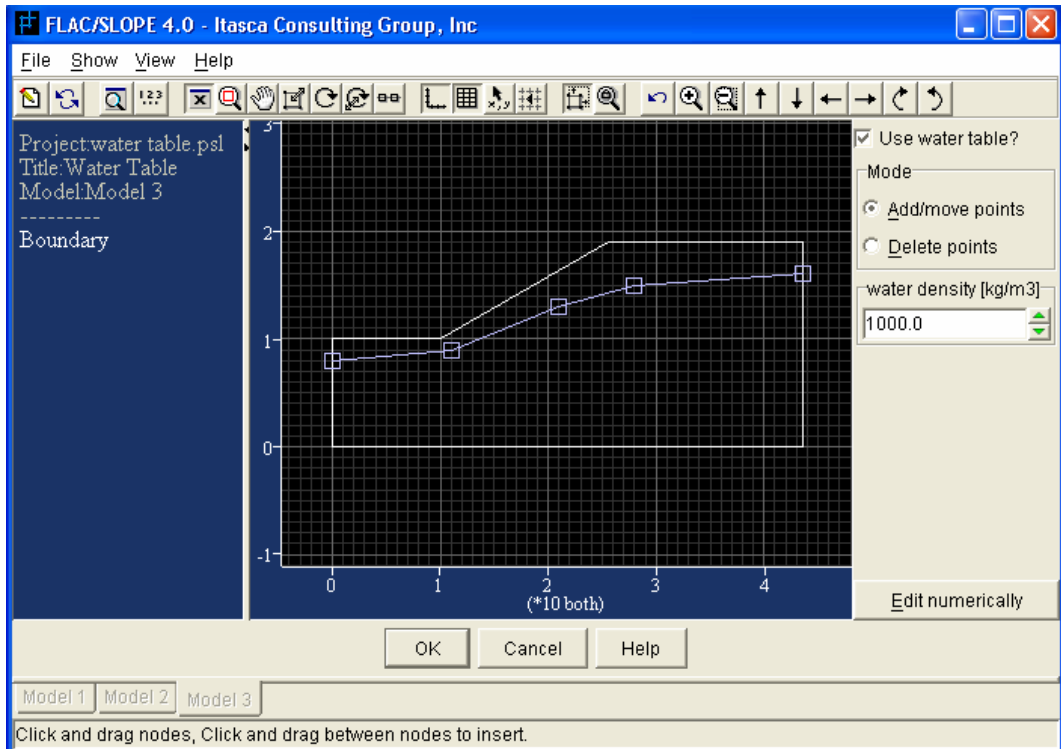 FLAC/SLOPE 4.0 - Itasca Consulting Group, Inc
File Show View Help
1.2.3
x,y
Project:water table.psl
Title:Water Table
Model:Model 3
---------
Boundary
3
2
1
0
-1
0 1 2 3 4
(*10 both)
Use water table?
Mode
Add/move points
Delete points
water density [kg/m3]
1000.0
Edit numerically
OK Cancel Help
Model 1 Model 2 Model 3
Click and drag nodes, Click and drag between nodes to insert.